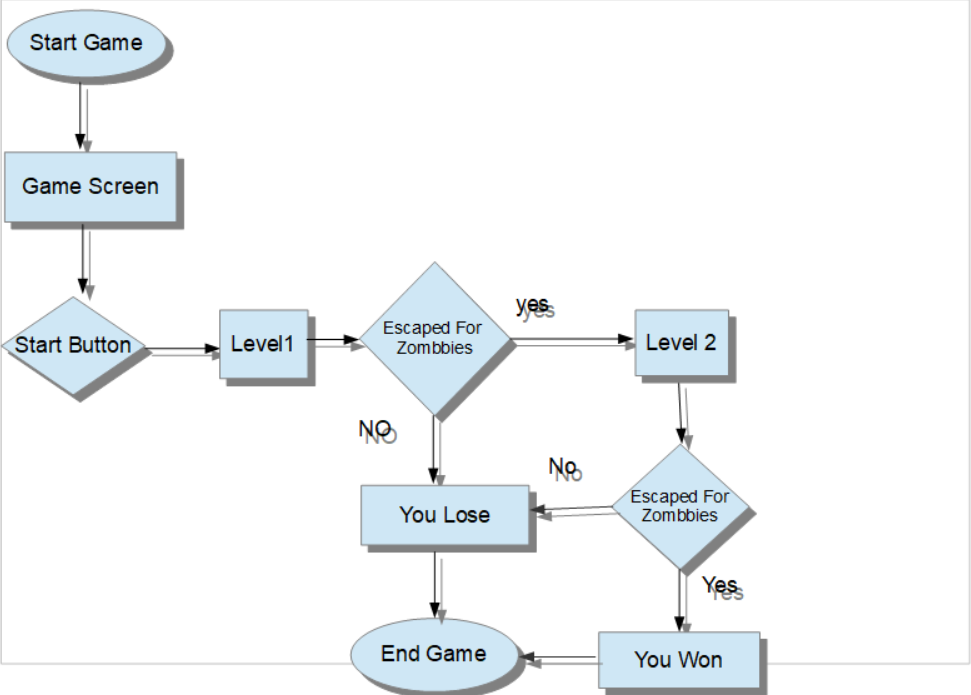 Start Game
Game Screen
Start Button
Level1
Escaped For
Zombbies
yes
Level 2
NO
You Lose
No
Escaped For
Zombbies
Yes
End Game
You Won